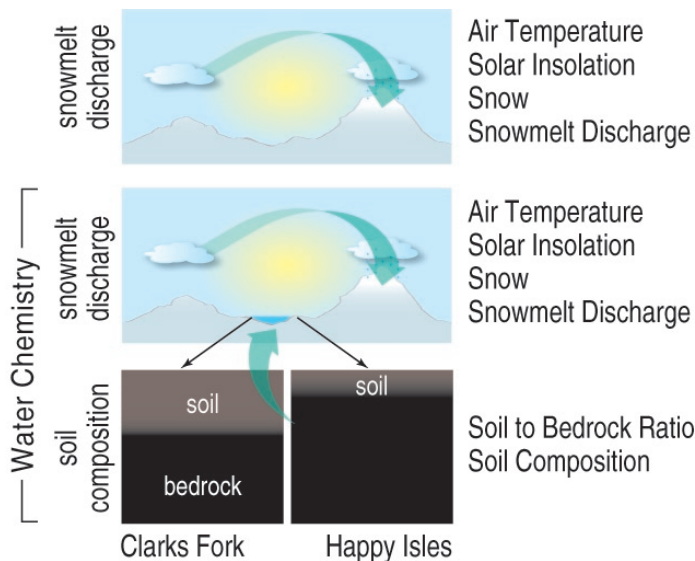 snowmelt
discharge
Air Temperature
Solar Insolation
Snow
Snowmelt Discharge
Water Chemistry
snowmelt
discharge
Air Temperature
Solar Insolation
Snow
Snowmelt Discharge
soil
composition
soil
bedrock
soil
Soil to Bedrock Ratio
Soil Composition
Clarks Fork
Happy Isles